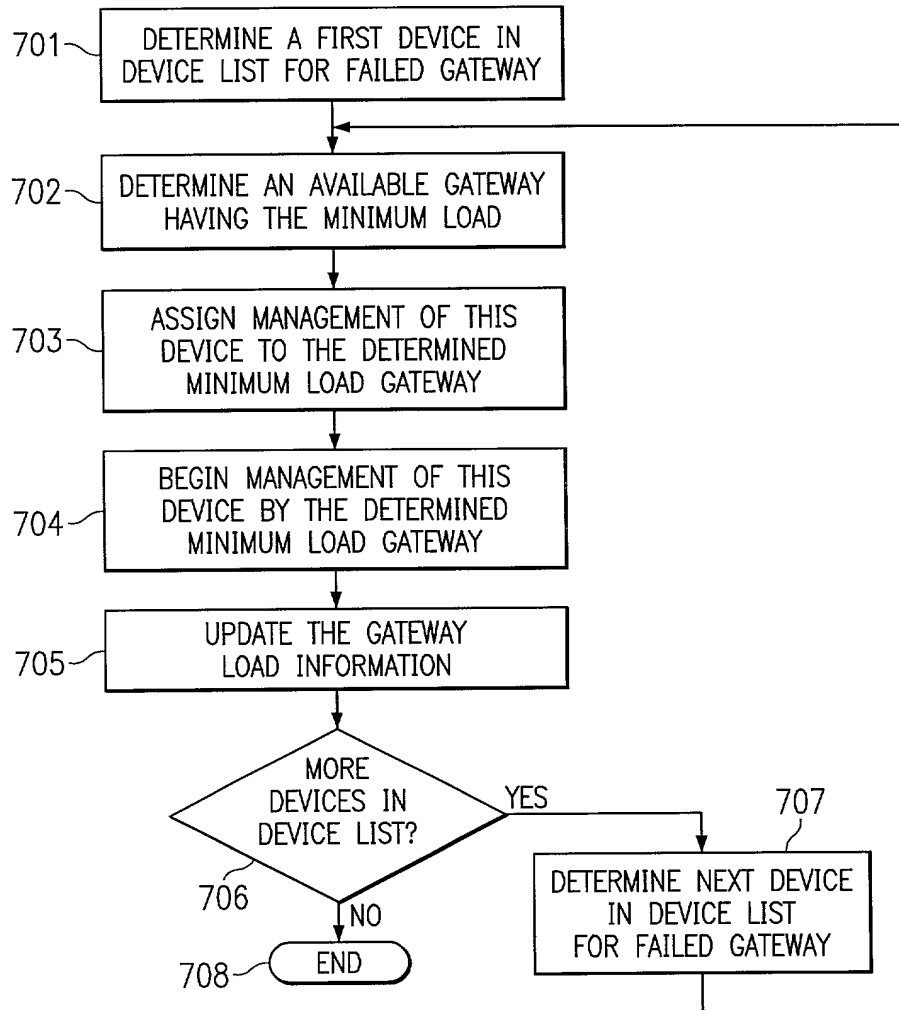 701
DETERMINE A FIRST DEVICE IN
DEVICE LIST FOR FAILED GATEWAY
702
DETERMINE AN AVAILABLE GATEWAY
HAVING THE MINIMUM LOAD
703
ASSIGN MANAGEMENT OF THIS
DEVICE TO THE DETERMINED
MINIMUM LOAD GATEWAY
704
BEGIN MANAGEMENT OF THIS
DEVICE BY THE DETERMINED
MINIMUM LOAD GATEWAY
705
UPDATE THE GATEWAY
LOAD INFORMATION
706
MORE
DEVICES IN
DEVICE LIST?
YES
707
DETERMINE NEXT DEVICE
IN DEVICE LIST
FOR FAILED GATEWAY
NO
708
END